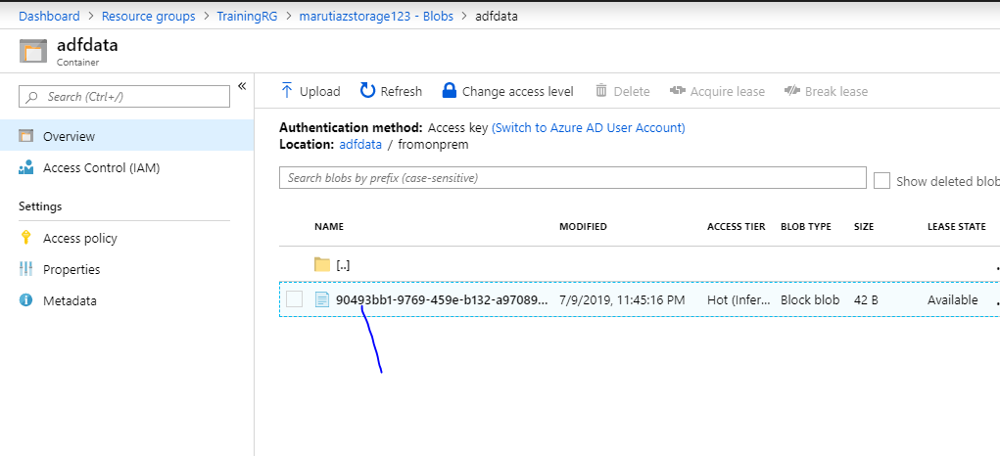 Dashboard > Resource groups > TrainingRG > marutiazstorage123 - Blobs > adfdata
adfdata
Container
«
Search (Ctrl+/)
Overview
Access Control (IAM)
Settings
Access policy
Properties
Metadata
Upload Refresh Change access level Delete Acquire lease Break lease
Authentication method: Access key (Switch to Azure AD User Account)
Location: adfdata / fromonprem
Search blobs by prefix (case-sensitive) Show deleted blob
NAME MODIFIED ACCESS TIER BLOB TYPE SIZE LEASE STATE
[..]
90493bb1-9769-459e-b132-a97089... 7/9/2019, 11:45:16 PM Hot (Infer... Block blob 42 B Available